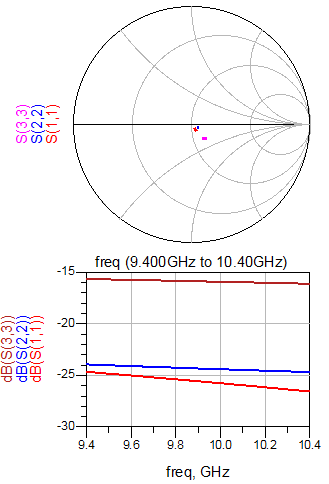 S(3,3)
S(2,2)
S(1,1)
freq (9.400GHz to 10.40GHz)
dB(S(3,3))
dB(S(2,2))
dB(S(1,1))
-15
-20
-25
-30
9.4 9.6 9.8 10.0 10.2 10.4
freq, GHz